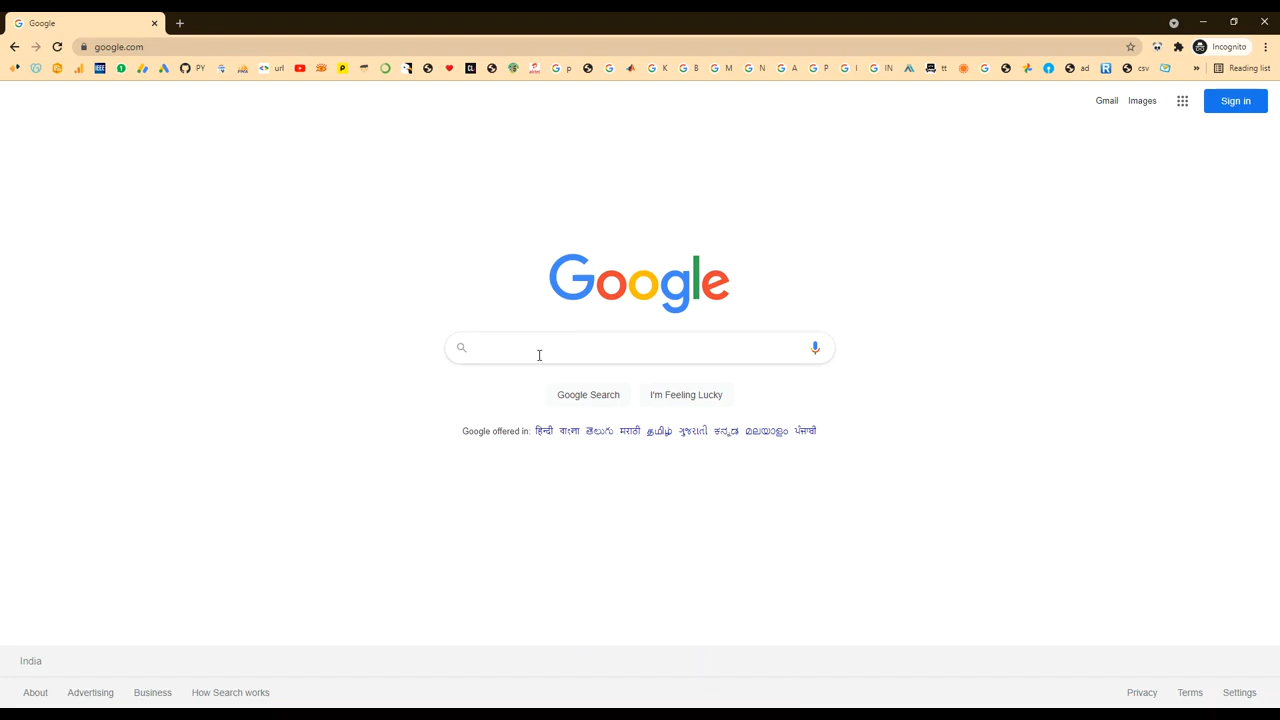 Google
google.com
Incognito
PY url p K B M N A P I IN tt ad csv » Reading list
Gmail Images Sign in
Google
Google Search I'm Feeling Lucky
Google offered in: हिन्दी বাংলা తెలుగు मराठी தமிழ் ગુજરાતી ಕನ್ನಡ മലയാളം ਪੰਜਾਬੀ
India
About Advertising Business How Search works Privacy Terms Settings